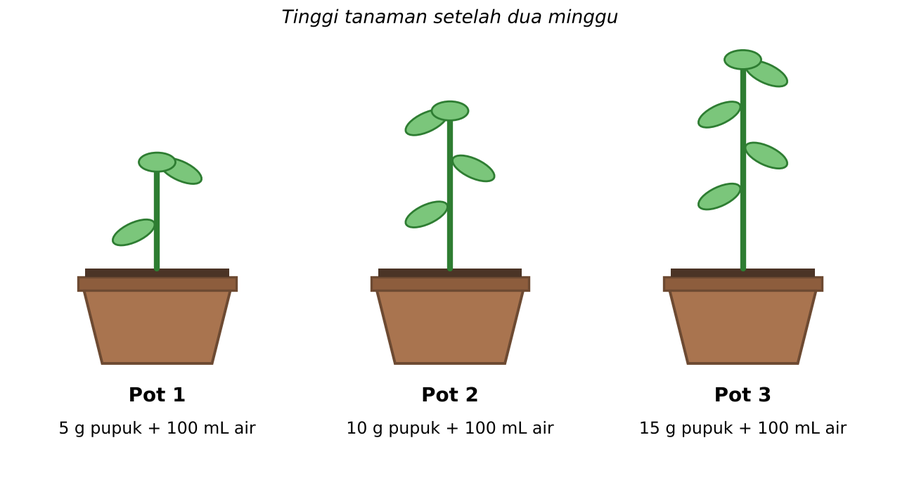 Tinggi tanaman setelah dua minggu
Pot 1
5 g pupuk + 100 mL air
Pot 2
10 g pupuk + 100 mL air
Pot 3
15 g pupuk + 100 mL air